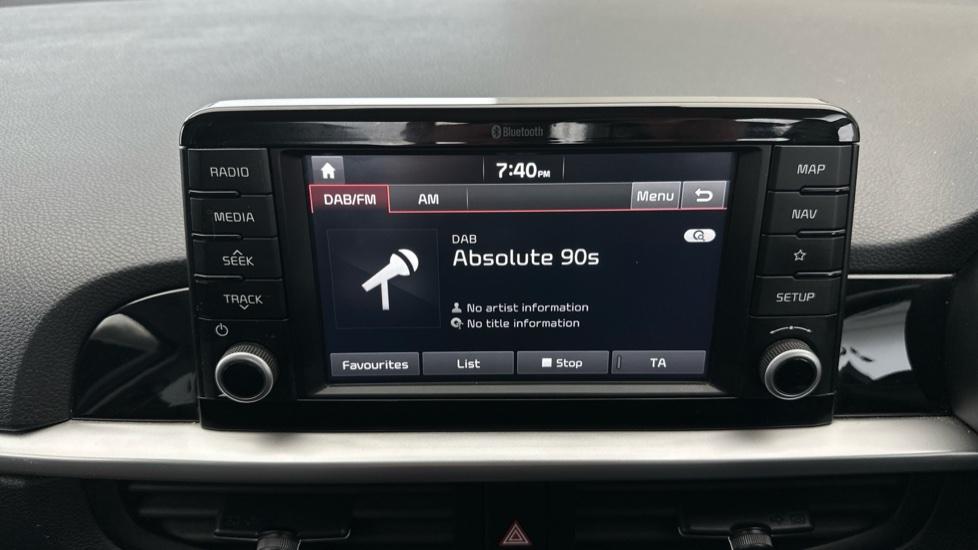 Bluetooth
RADIO
MEDIA
SEEK
TRACK
7:40PM
DAB/FM AM Menu
DAB
Absolute 90s
No artist information
No title information
Favourites List Stop TA
MAP
NAV
SETUP